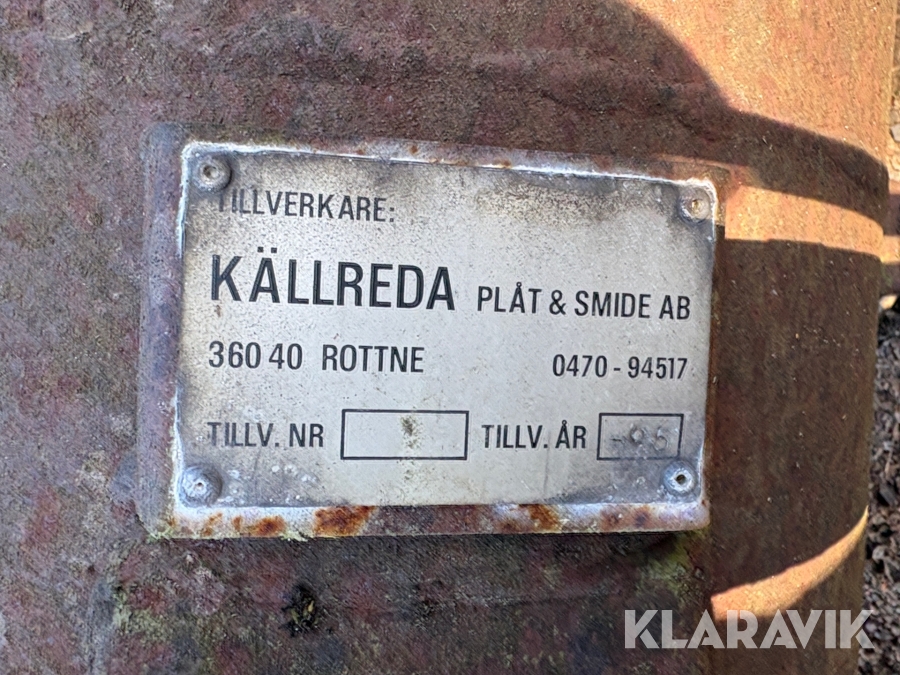 TILLVERKARE:
KÄLLREDA PLÅT & SMIDE AB
360 40 ROTTNE 0470 - 94517
TILLV. NR TILLV. ÅR
KLARAVIK